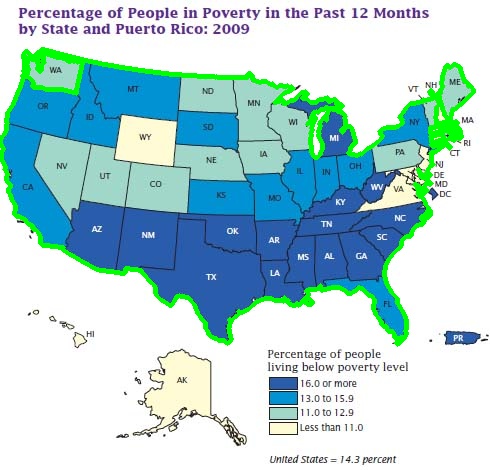 Percentage of People in Poverty in the Past 12 Months
by State and Puerto Rico: 2009
WA
MT
ND
MN
VT
NH
ME
OR
ID
WY
SD
WI
MI
NY
MA
RI
CT
NV
UT
CO
NE
IA
IL
IN
OH
PA
NJ
DE
MD
DC
CA
KS
MO
KY
WV
VA
AZ
NM
OK
AR
TN
NC
SC
TX
LA
MS
AL
GA
FL
HI
AK
PR
Percentage of people
living below poverty level
16.0 or more
13.0 to 15.9
11.0 to 12.9
Less than 11.0
United States = 14.3 percent